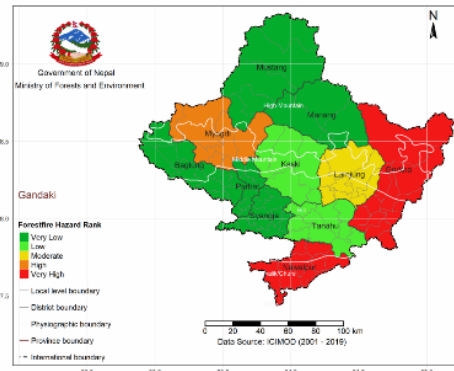 N
Government of Nepal
Ministry of Forests and Environment
Mustang
High Mountain
Manang
Myagdi
Middle Mountain
Kaski
Lamjung
Gorkha
Baglung
Parbat
Syangja
Tanahu
Gandaki
Forestfire Hazard Rank
Very Low
Low
Moderate
High
Very High
Local level boundary
District boundary
Physiographic boundary
Province boundary
International boundary
0 20 40 60 80 100 km
Data Source: ICIMOD (2001 - 2019)